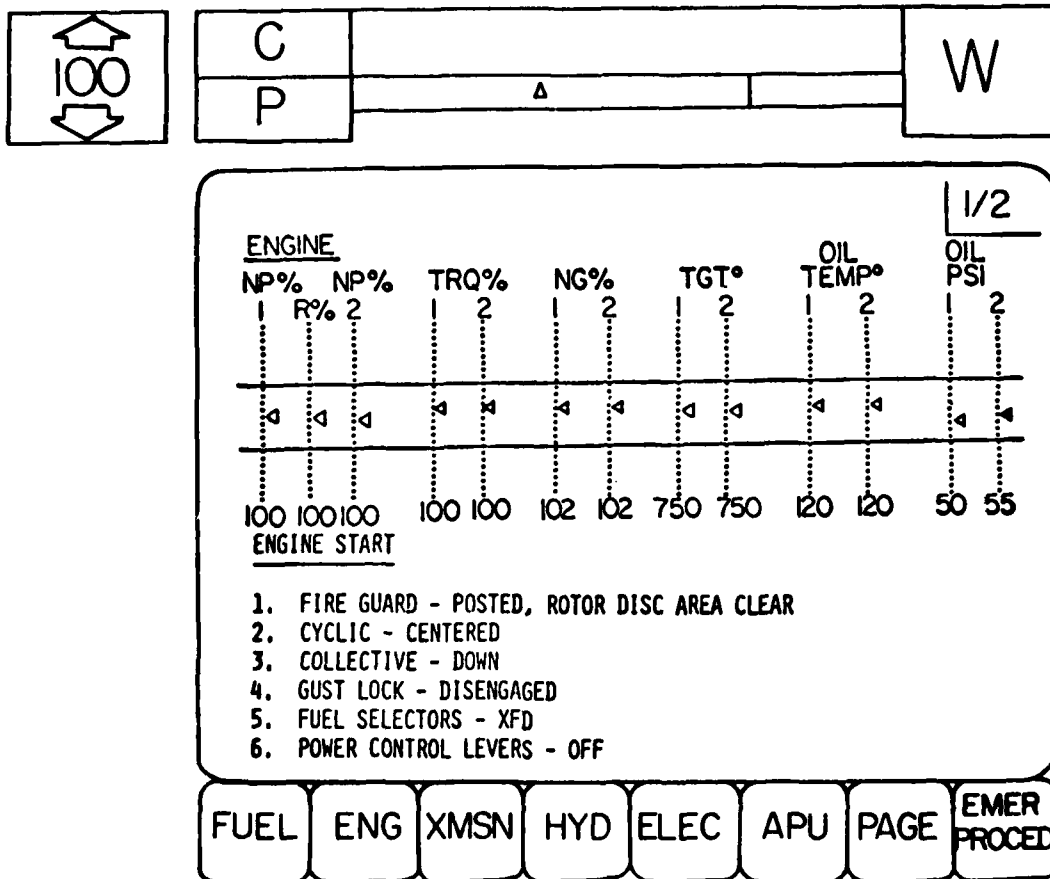 100
C
P
W
1/2
ENGINE
NP% NP% TRQ% NG% TGT° OIL TEMP° OIL PSI
1 R% 2 1 2 1 2 1 2 1 2 1 2
100 100 100 100 100 102 102 750 750 120 120 50 55
ENGINE START
1. FIRE GUARD - POSTED, ROTOR DISC AREA CLEAR
2. CYCLIC - CENTERED
3. COLLECTIVE - DOWN
4. GUST LOCK - DISENGAGED
5. FUEL SELECTORS - XFD
6. POWER CONTROL LEVERS - OFF
FUEL ENG XMSN HYD ELEC APU PAGE EMER PROCED